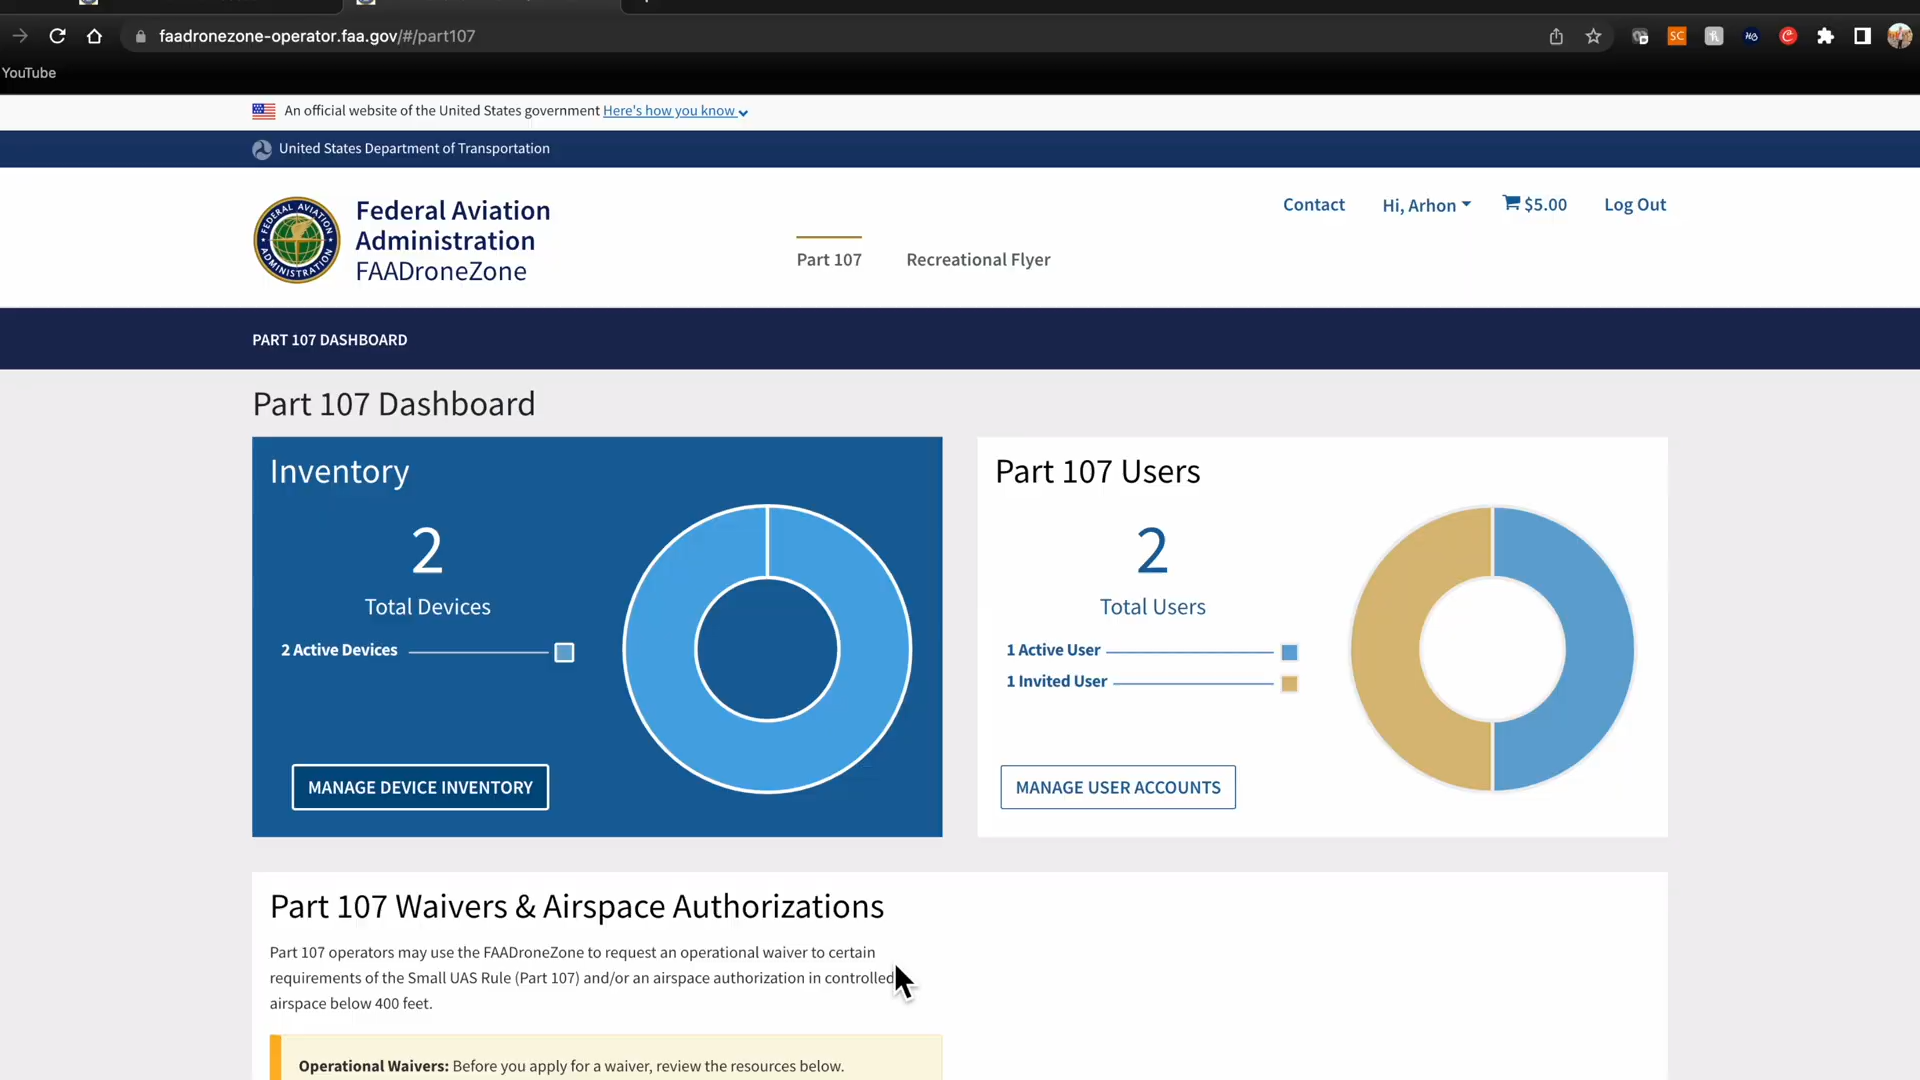 faadronezone-operator.faa.gov/#/part107
SC
YouTube
An official website of the United States government Here's how you know
United States Department of Transportation
FEDERAL AVIATION ADMINISTRATION
Federal Aviation
Administration
FAADroneZone
Part 107
Recreational Flyer
Contact
Hi, Arhon
$5.00
Log Out
PART 107 DASHBOARD
Part 107 Dashboard
Inventory
2
Total Devices
2 Active Devices
MANAGE DEVICE INVENTORY
Part 107 Users
2
Total Users
1 Active User
1 Invited User
MANAGE USER ACCOUNTS
Part 107 Waivers & Airspace Authorizations
Part 107 operators may use the FAADroneZone to request an operational waiver to certain
requirements of the Small UAS Rule (Part 107) and/or an airspace authorization in controlled
airspace below 400 feet.
Operational Waivers: Before you apply for a waiver, review the resources below.